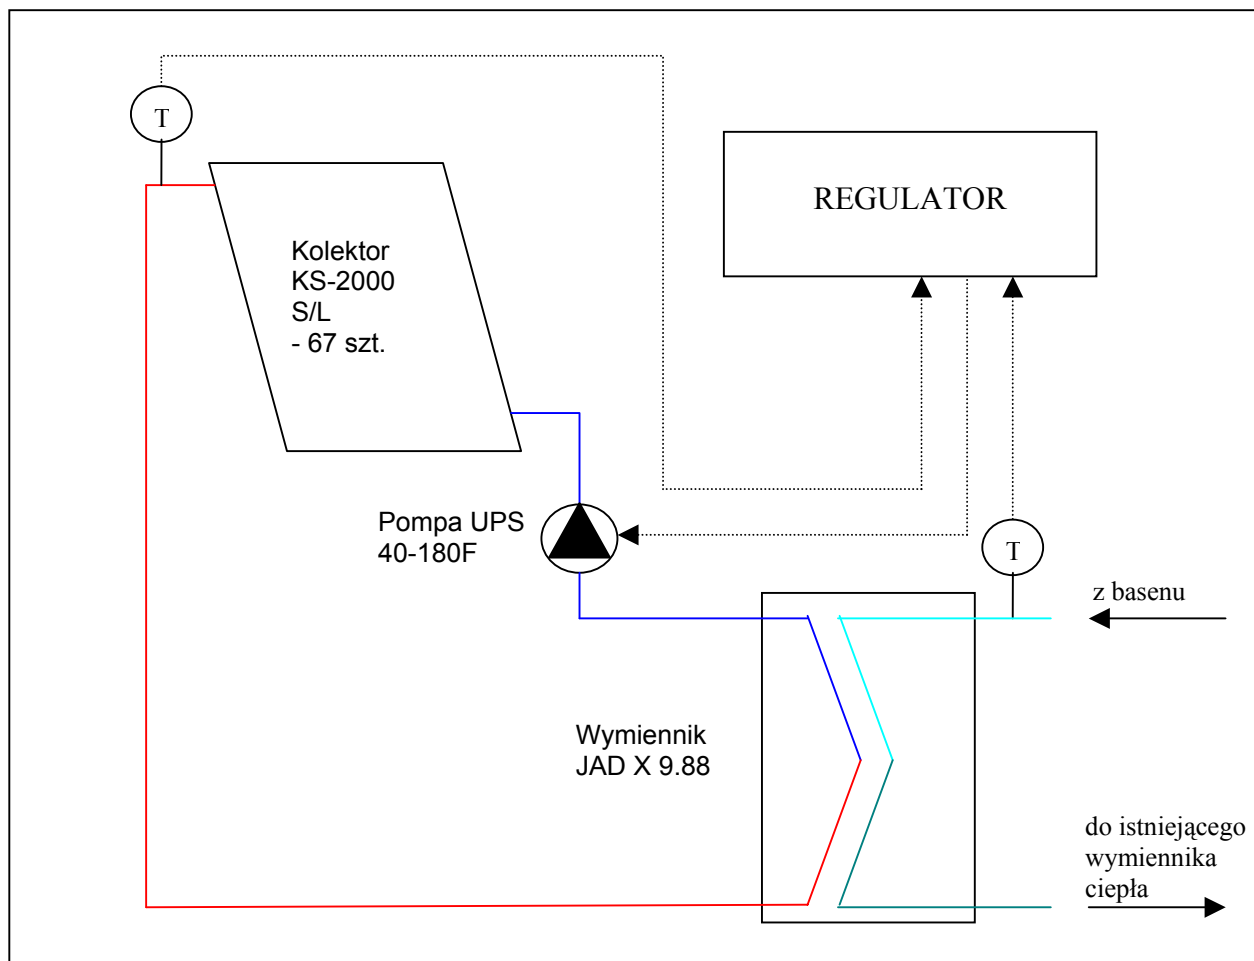 T
REGULATOR
Kolektor
KS-2000
S/L
- 67 szt.
Pompa UPS
40-180F
T
z basenu
Wymiennik
JAD X 9.88
do istniejącego
wymiennika
ciepła